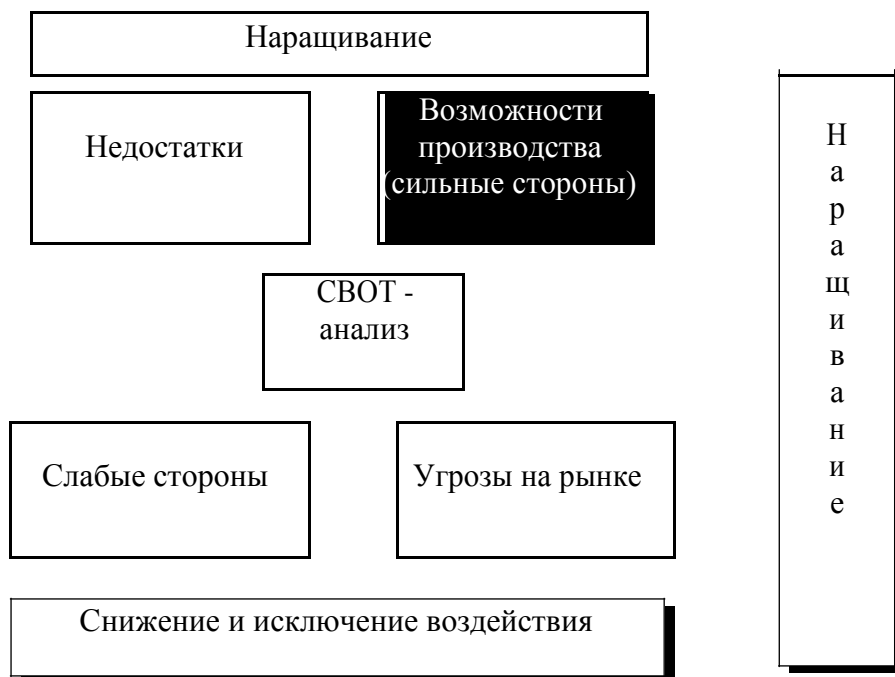 Наращивание
Недостатки
Возможности
производства
(сильные стороны)
СВОТ -
анализ
Слабые стороны
Угрозы на рынке
Снижение и исключение воздействия
Н
а
р
а
щ
и
в
а
н
и
е